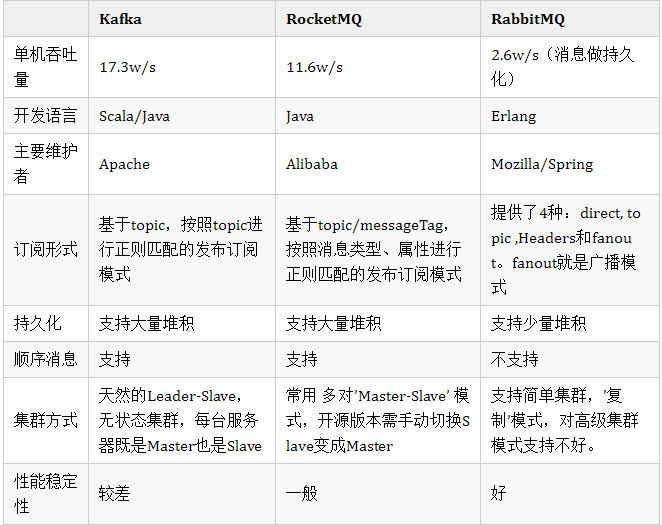 Kafka RocketMQ RabbitMQ
单机吞吐
量
17.3w/s
11.6w/s
2.6w/s（消息做持久
化）
开发语言 Scala/Java Java Erlang
主要维护
者
Apache
Alibaba
Mozilla/Spring
订阅形式
基于topic，按照topic进
行正则匹配的发布订阅
模式
基于topic/messageTag，
按照消息类型、属性进行
正则匹配的发布订阅模式
提供了4种：direct, to
pic ,Headers和fanou
t。fanout就是广播模
式
持久化 支持大量堆积 支持大量堆积 支持少量堆积
顺序消息 支持 支持 不支持
集群方式
天然的Leader-Slave，
无状态集群，每台服务
器既是Master也是Slave
常用 多对’Master-Slave’ 模
式，开源版本需手动切换S
lave变成Master
支持简单集群，'复
制’模式，对高级集群
模式支持不好。
性能稳定
性
较差
一般
好